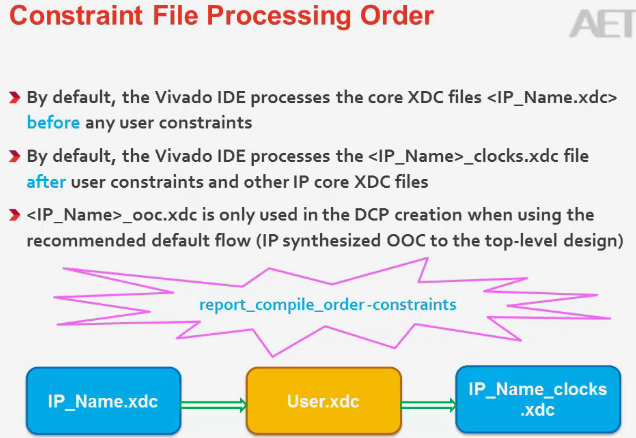 Constraint File Processing Order
AET
By default, the Vivado IDE processes the core XDC files <IP_Name.xdc>
before any user constraints
By default, the Vivado IDE processes the <IP_Name>_clocks.xdc file
after user constraints and other IP core XDC files
<IP_Name>_ooc.xdc is only used in the DCP creation when using the
recommended default flow (IP synthesized OOC to the top-level design)
report_compile_order -constraints
IP_Name.xdc
User.xdc
IP_Name_clocks
.xdc